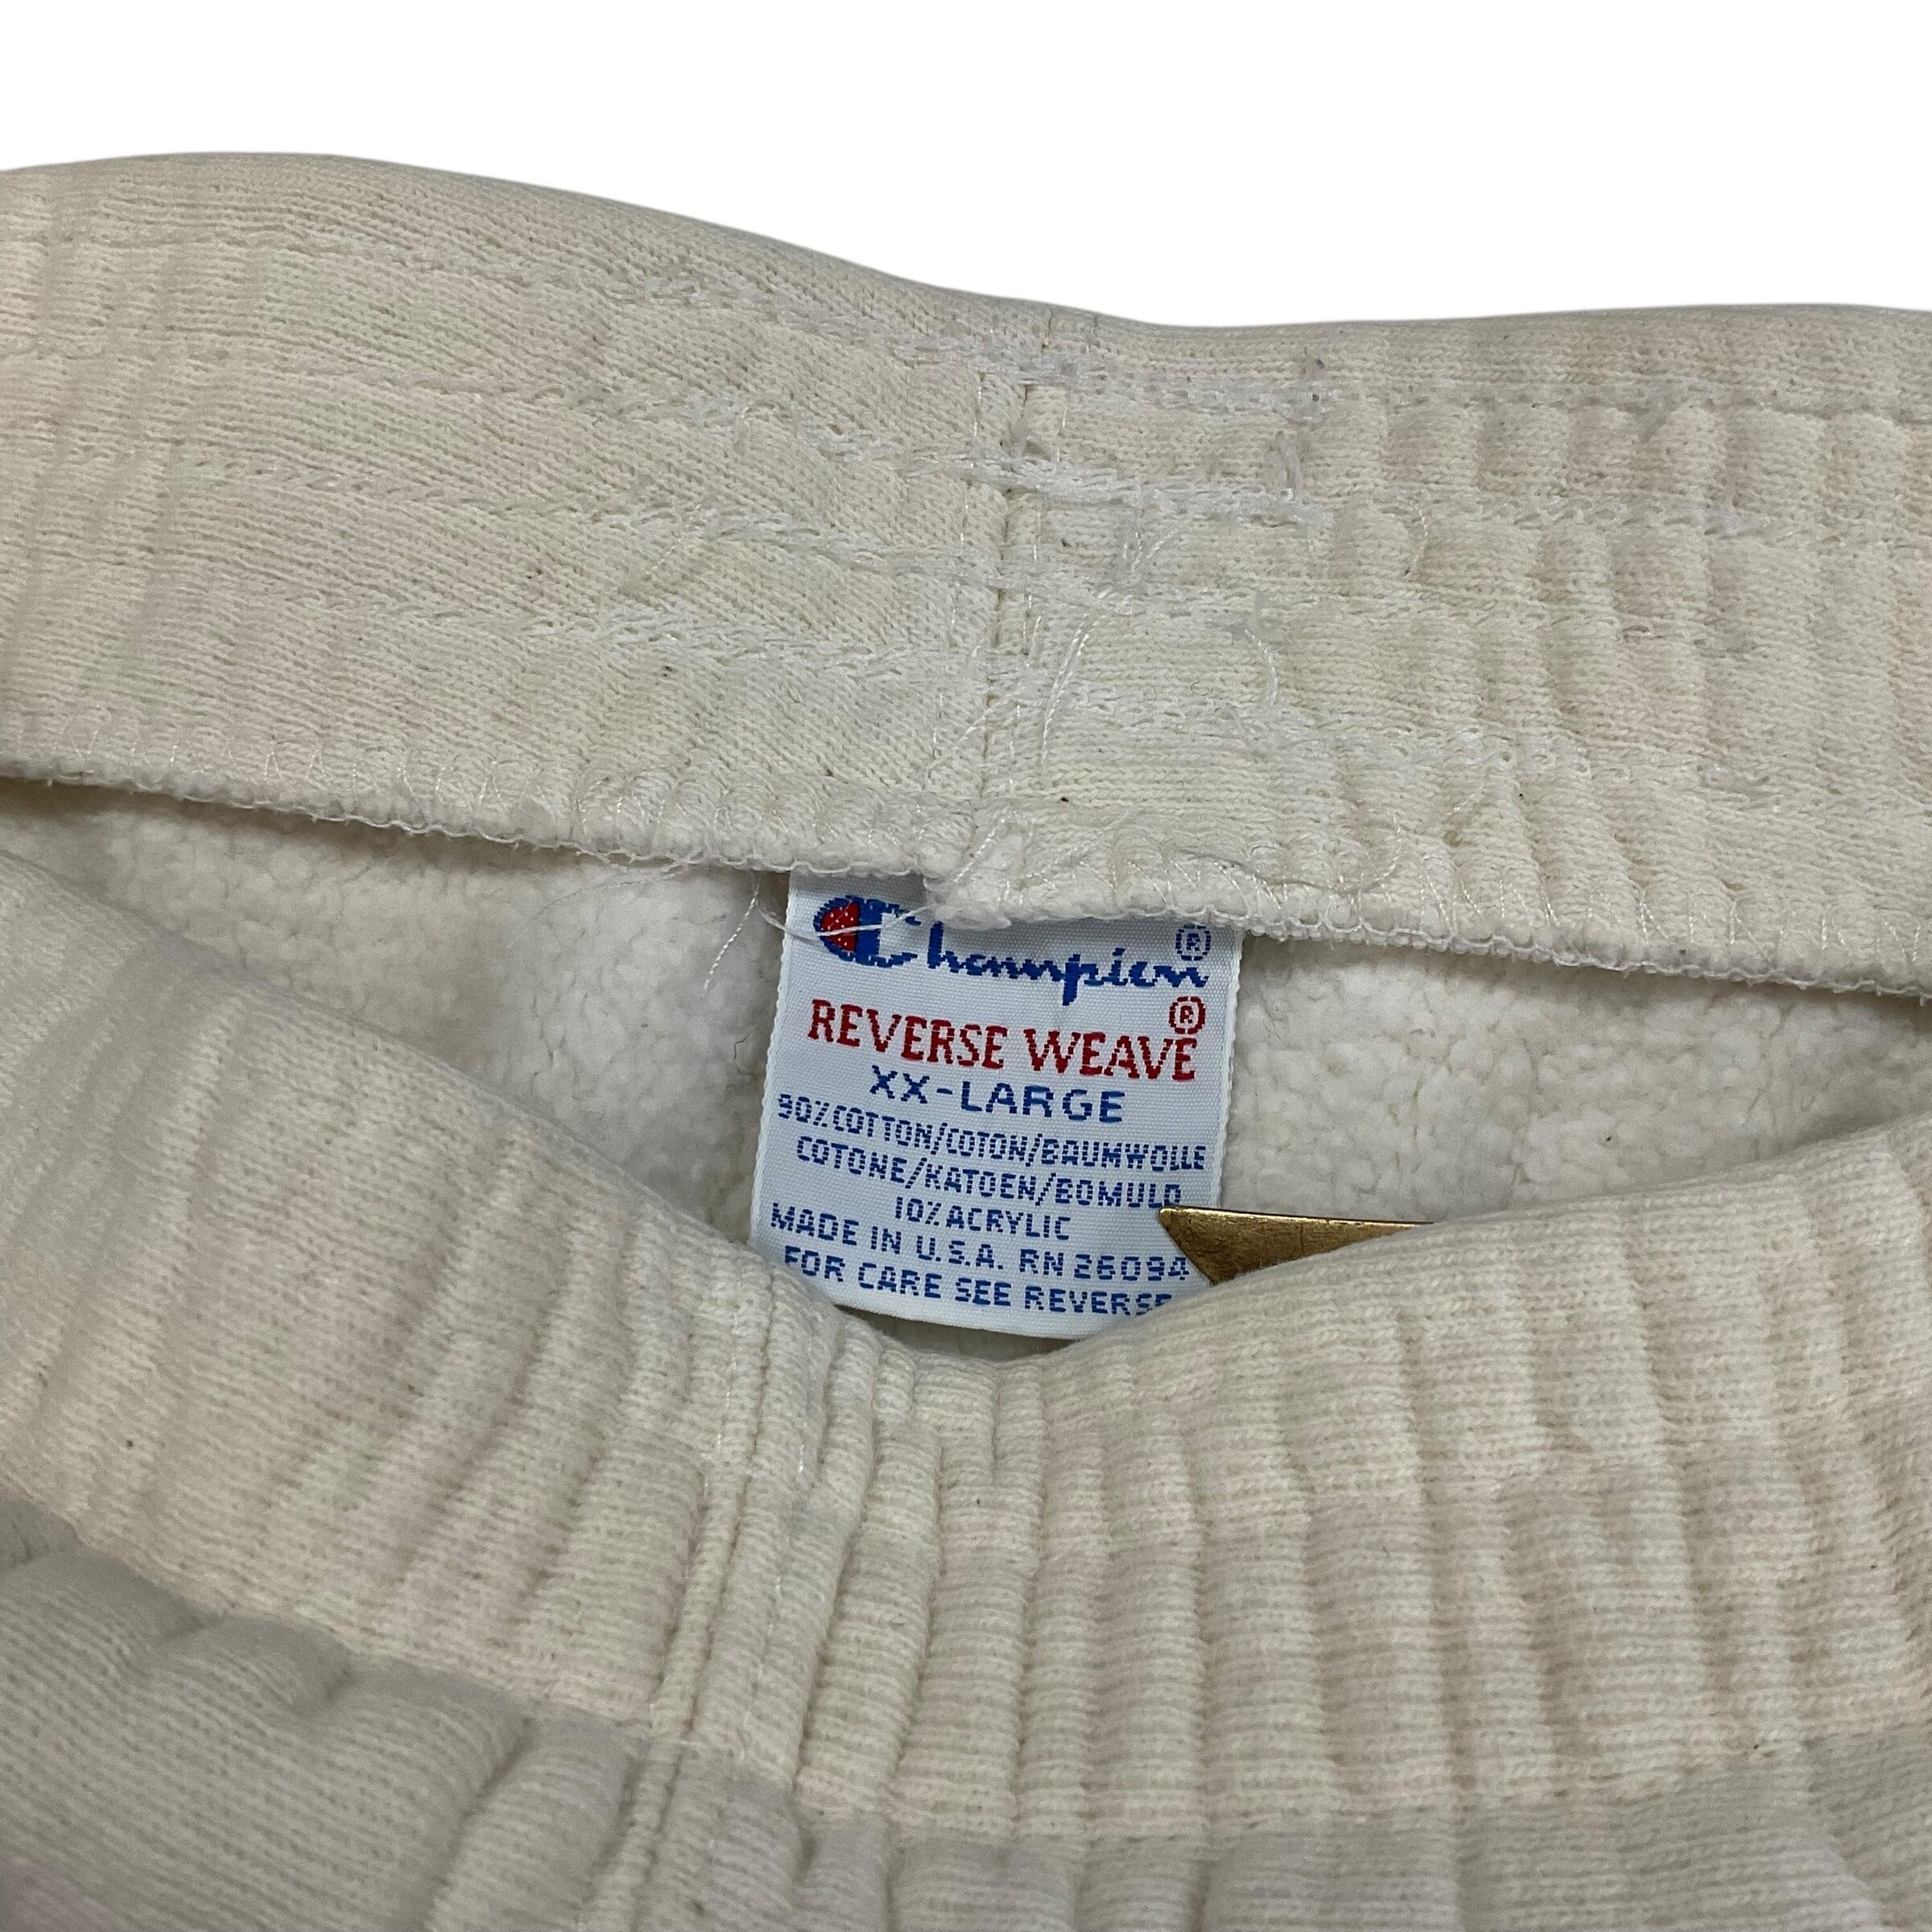 Champion®
REVERSE WEAVE®
XX-LARGE
90% COTTON/COTON/BAUMWOLLE
COTONE/KATOEN/BOMULD
10% ACRYLIC
MADE IN U.S.A. RN 26094
FOR CARE SEE REVERSE